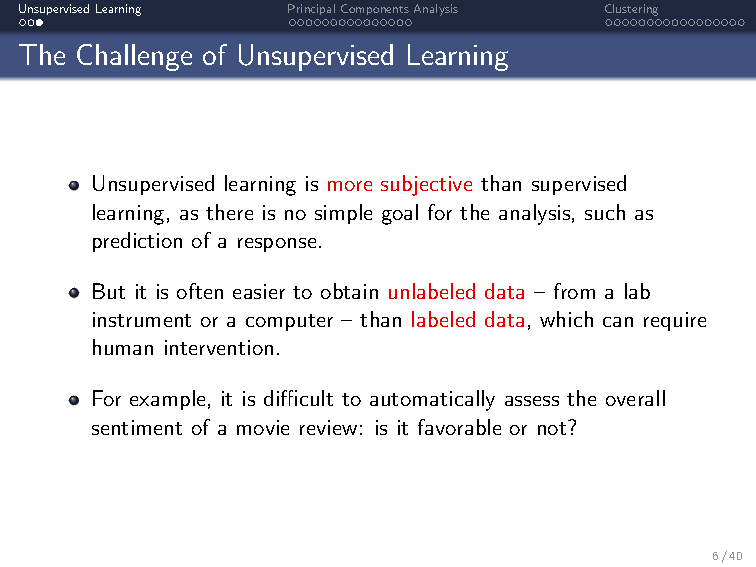 Unsupervised Learning Principal Components Analysis Clustering
The Challenge of Unsupervised Learning
Unsupervised learning is more subjective than supervised
learning, as there is no simple goal for the analysis, such as
prediction of a response.
But it is often easier to obtain unlabeled data – from a lab
instrument or a computer – than labeled data, which can require
human intervention.
For example, it is difficult to automatically assess the overall
sentiment of a movie review: is it favorable or not?
6 / 40